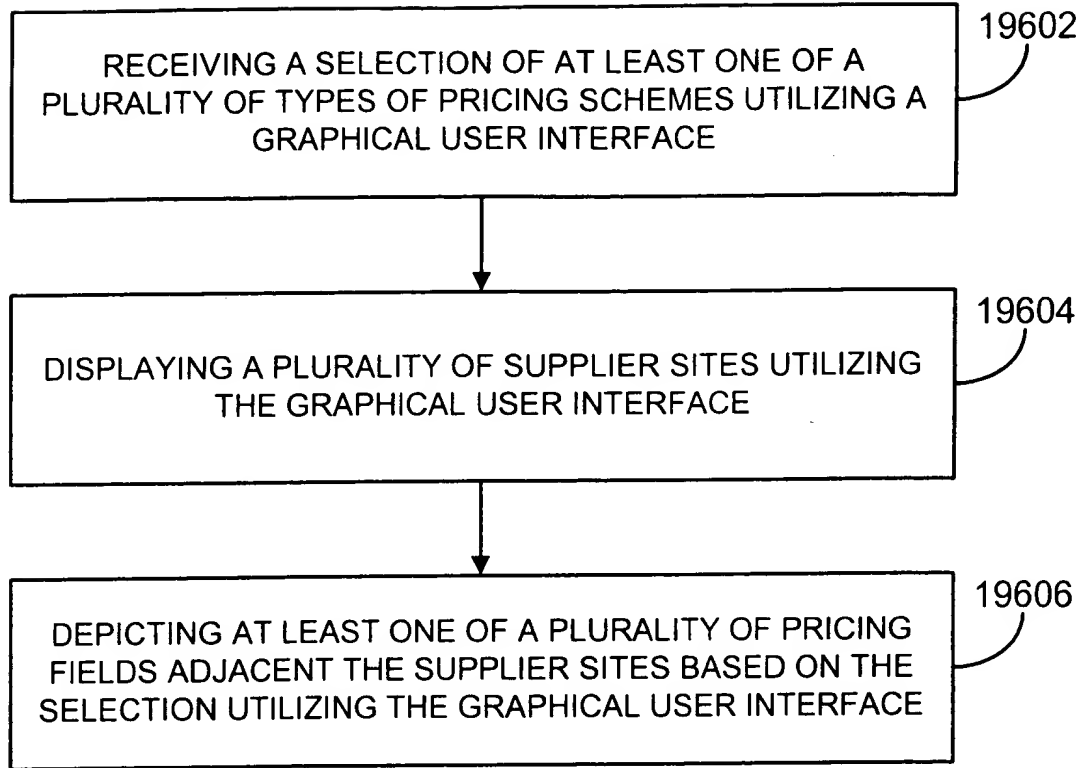 19602
RECEIVING A SELECTION OF AT LEAST ONE OF A
PLURALITY OF TYPES OF PRICING SCHEMES UTILIZING A
GRAPHICAL USER INTERFACE
19604
DISPLAYING A PLURALITY OF SUPPLIER SITES UTILIZING
THE GRAPHICAL USER INTERFACE
19606
DEPICTING AT LEAST ONE OF A PLURALITY OF PRICING
FIELDS ADJACENT THE SUPPLIER SITES BASED ON THE
SELECTION UTILIZING THE GRAPHICAL USER INTERFACE